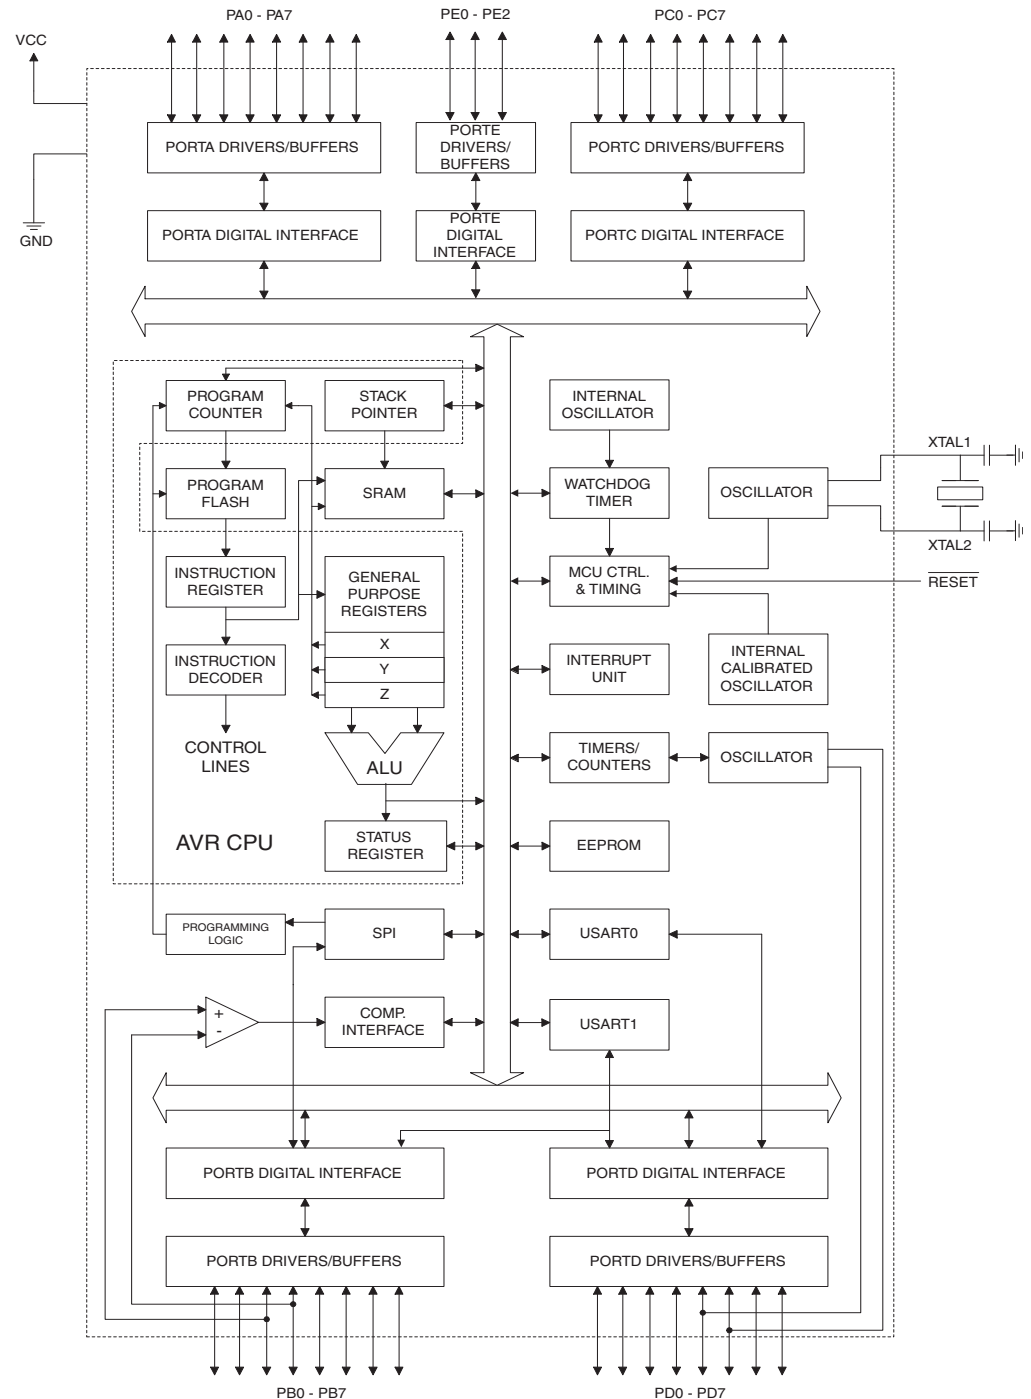 PA0 - PA7
PE0 - PE2
PC0 - PC7
VCC
PORTA DRIVERS/BUFFERS
PORTE
DRIVERS/
BUFFERS
PORTC DRIVERS/BUFFERS
GND
PORTA DIGITAL INTERFACE
PORTE
DIGITAL
INTERFACE
PORTC DIGITAL INTERFACE
PROGRAM
COUNTER
STACK
POINTER
INTERNAL
OSCILLATOR
XTAL1
PROGRAM
FLASH
SRAM
WATCHDOG
TIMER
OSCILLATOR
XTAL2
INSTRUCTION
REGISTER
GENERAL
PURPOSE
REGISTERS
MCU CTRL.
& TIMING
RESET
X
Y
Z
INSTRUCTION
DECODER
INTERRUPT
UNIT
INTERNAL
CALIBRATED
OSCILLATOR
CONTROL
LINES
ALU
TIMERS/
COUNTERS
OSCILLATOR
AVR CPU
STATUS
REGISTER
EEPROM
PROGRAMMING
LOGIC
SPI
USART0
+
-
COMP.
INTERFACE
USART1
PORTB DIGITAL INTERFACE
PORTD DIGITAL INTERFACE
PORTB DRIVERS/BUFFERS
PORTD DRIVERS/BUFFERS
PB0 - PB7
PD0 - PD7